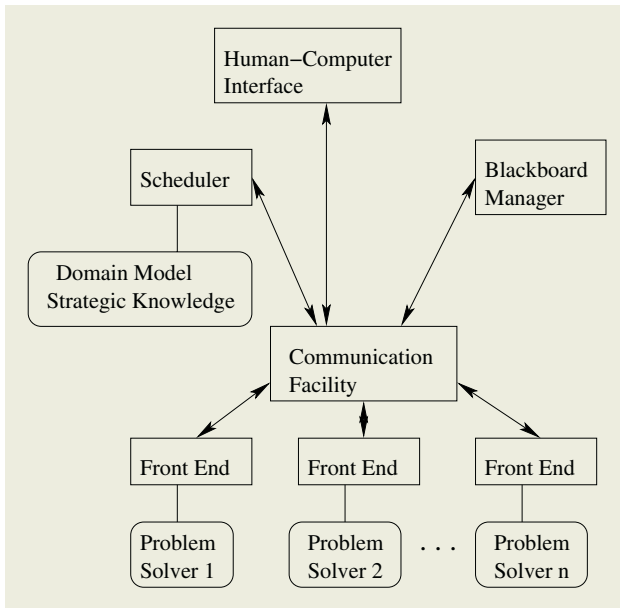 Human−Computer
Interface
Scheduler
Blackboard
Manager
Domain Model
Strategic Knowledge
Communication
Facility
Front End
Front End
Front End
Problem
Solver 1
Problem
Solver 2
. . .
Problem
Solver n